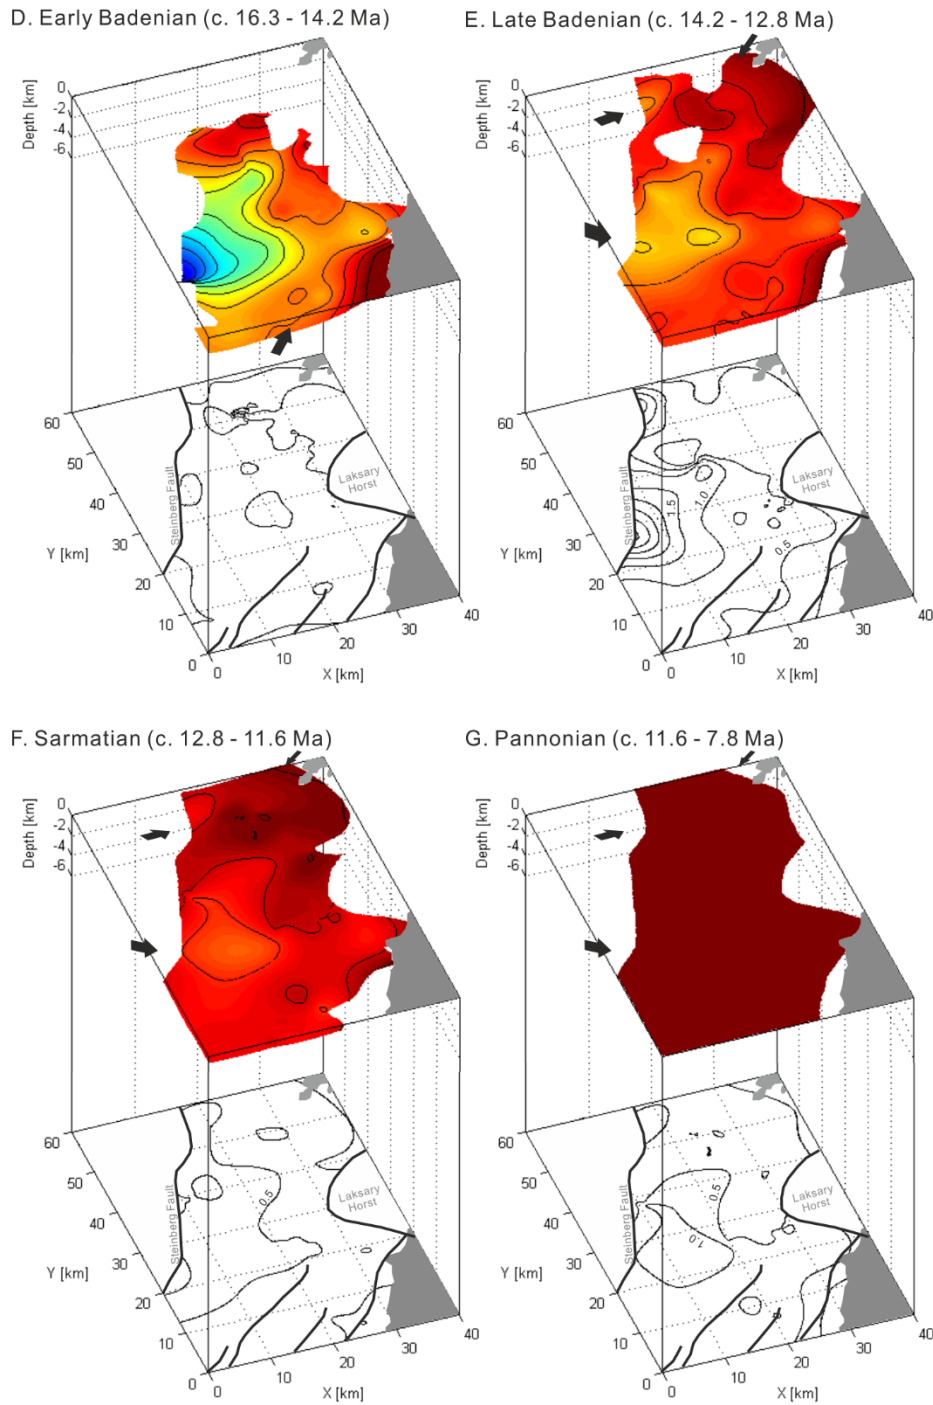 D. Early Badenian (c. 16.3 - 14.2 Ma)
0
-2
-4
-6
Depth [km]
60
50
40
30
20
10
0
Y [km]
Steinberg Fault
Laksary
Horst
0
10
20
30
40
X [km]
E. Late Badenian (c. 14.2 - 12.8 Ma)
0
-2
-4
-6
Depth [km]
60
50
40
30
20
10
0
Y [km]
Steinberg Fault
1.5
1.0
0.5
Laksary
Horst
0
10
20
30
40
X [km]
F. Sarmatian (c. 12.8 - 11.6 Ma)
0
-2
-4
-6
Depth [km]
60
50
40
30
20
10
0
Y [km]
Steinberg Fault
0.5
Laksary
Horst
0
10
20
30
40
X [km]
G. Pannonian (c. 11.6 - 7.8 Ma)
0
-2
-4
-6
Depth [km]
60
50
40
30
20
10
0
Y [km]
Steinberg Fault
0.5
1.0
Laksary
Horst
0
10
20
30
40
X [km]